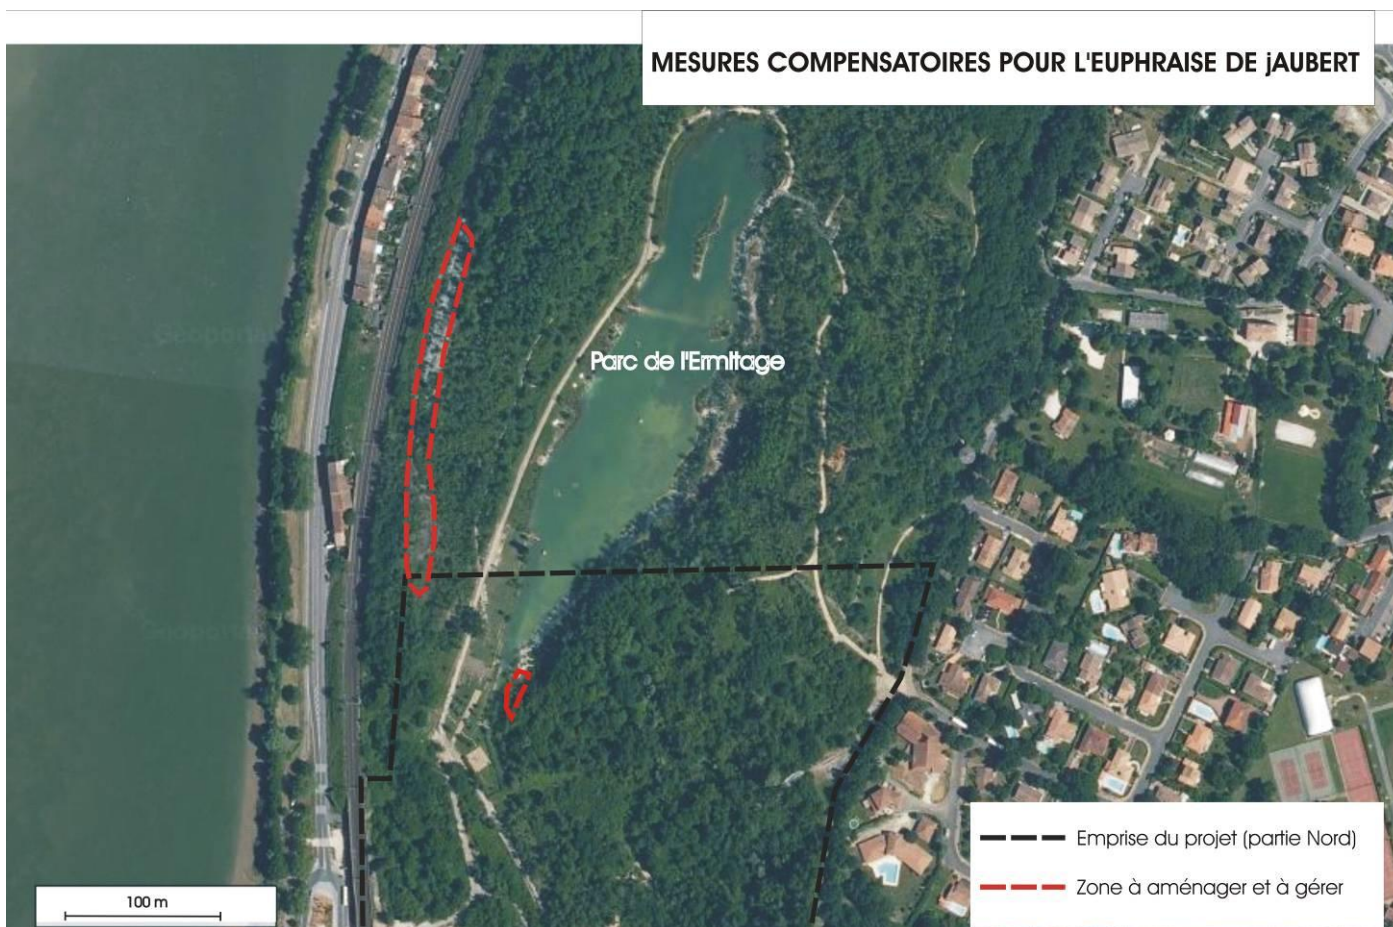 MESURES COMPENSATOIRES POUR L'EUPHRAISE DE jAUBERT
Parc de l'Ermitage
Emprise du projet (partie Nord)
Zone à aménager et à gérer
100 m